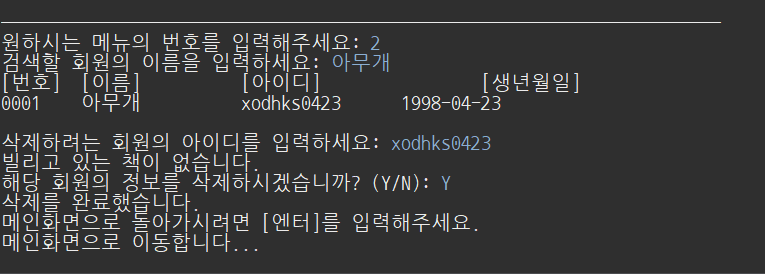 원하시는 메뉴의 번호를 입력해주세요: 2
검색할 회원의 이름을 입력하세요: 아무개
[번호] [이름] [아이디] [생년월일]
0001 아무개 xodhks0423 1998-04-23
삭제하려는 회원의 아이디를 입력하세요: xodhks0423
빌리고 있는 책이 없습니다.
해당 회원의 정보를 삭제하시겠습니까? (Y/N): Y
삭제를 완료했습니다.
메인화면으로 돌아가시려면 [엔터]를 입력해주세요.
메인화면으로 이동합니다...